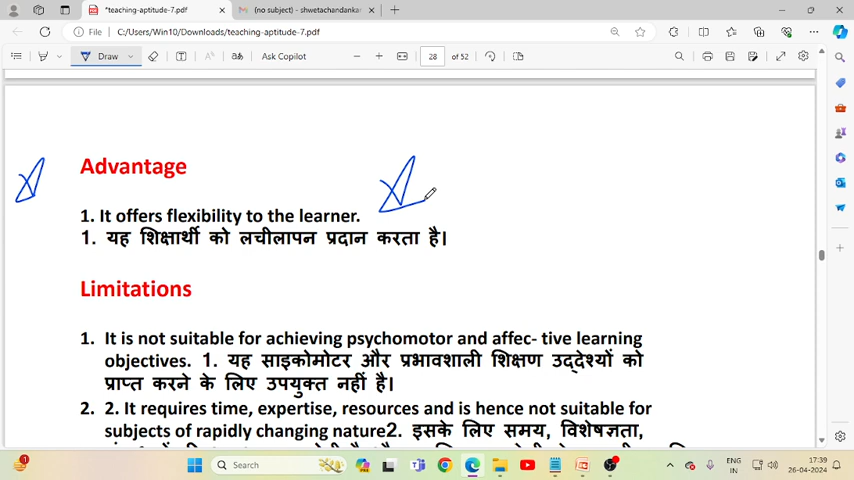 *teaching-aptitude-7.pdf
(no subject) - shwetachandankar
File
C:/Users/Win10/Downloads/teaching-aptitude-7.pdf
Draw
Ask Copilot
28
of 52
Advantage
1. It offers flexibility to the learner.
1. यह शिक्षार्थी को लचीलापन प्रदान करता है।
Limitations
1. It is not suitable for achieving psychomotor and affec- tive learning
objectives. 1. यह साइकोमोटर और प्रभावशाली शिक्षण उद्देश्यों को
प्राप्त करने के लिए उपयुक्त नहीं है।
2. 2. It requires time, expertise, resources and is hence not suitable for
subjects of rapidly changing nature2. इसके लिए समय, विशेषज्ञता,
Search
ENG
IN
17:39
26-04-2024